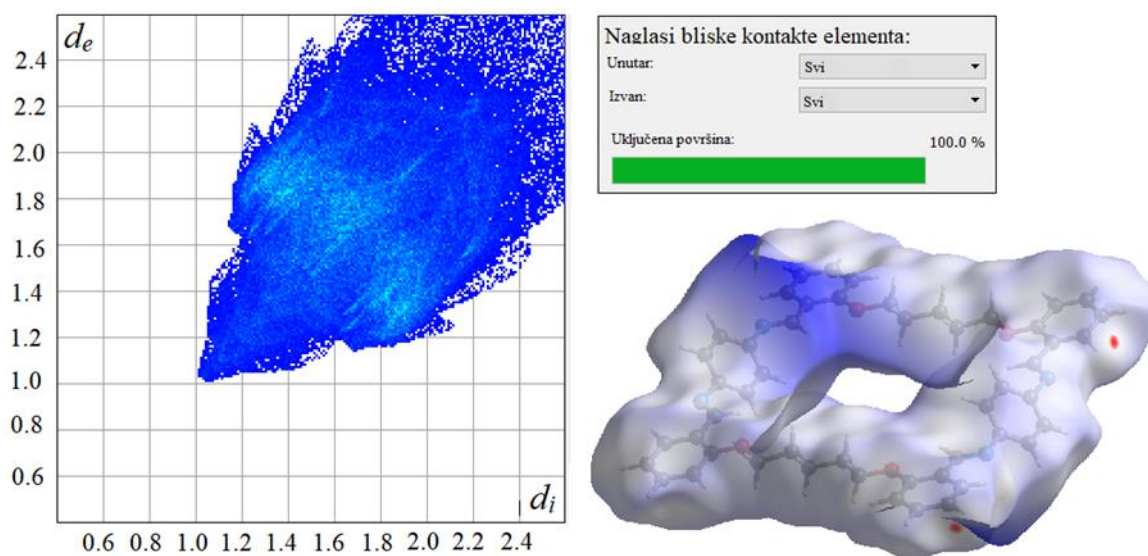 d_e
2.4
2.2
2.0
1.8
1.6
1.4
1.2
1.0
0.8
0.6
d_i
0.6 0.8 1.0 1.2 1.4 1.6 1.8 2.0 2.2 2.4
Naglasi bliske kontakte elementa:
Unutar: Svi
Izvan: Svi
Uključena površina: 100.0 %